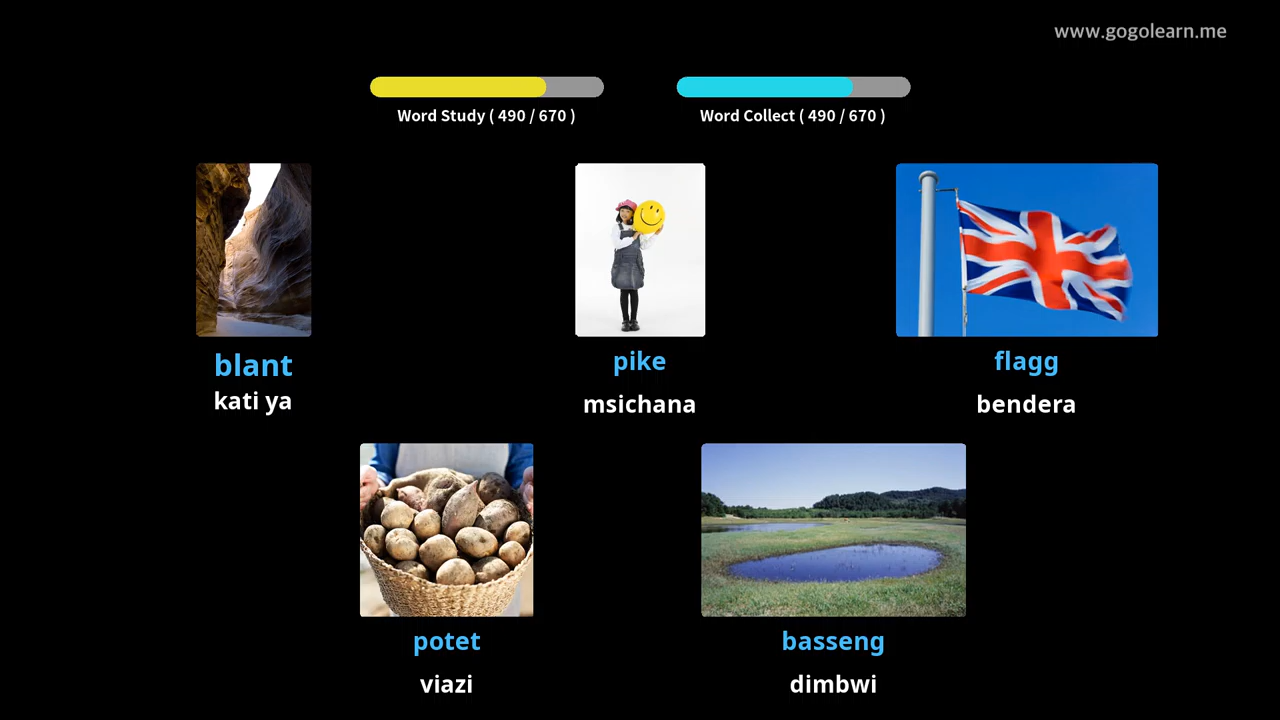 www.gogolearn.me
Word Study ( 490 / 670 )
Word Collect ( 490 / 670 )
blant
kati ya
pike
msichana
flagg
bendera
potet
viazi
basseng
dimbwi